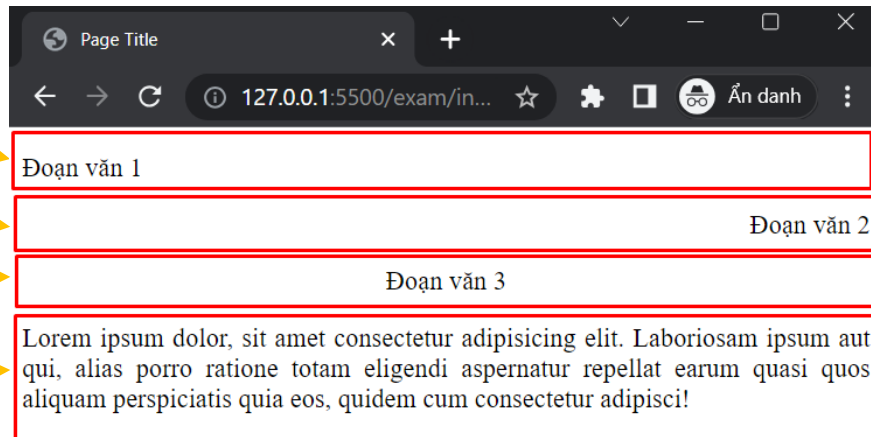 Page Title
127.0.0.1:5500/exam/in...
Ẩn danh
Đoạn văn 1
Đoạn văn 2
Đoạn văn 3
Lorem ipsum dolor, sit amet consectetur adipisicing elit. Laboriosam ipsum aut
qui, alias porro ratione totam eligendi aspernatur repellat earum quasi quos
aliquam perspiciatis quia eos, quidem cum consectetur adipisci!